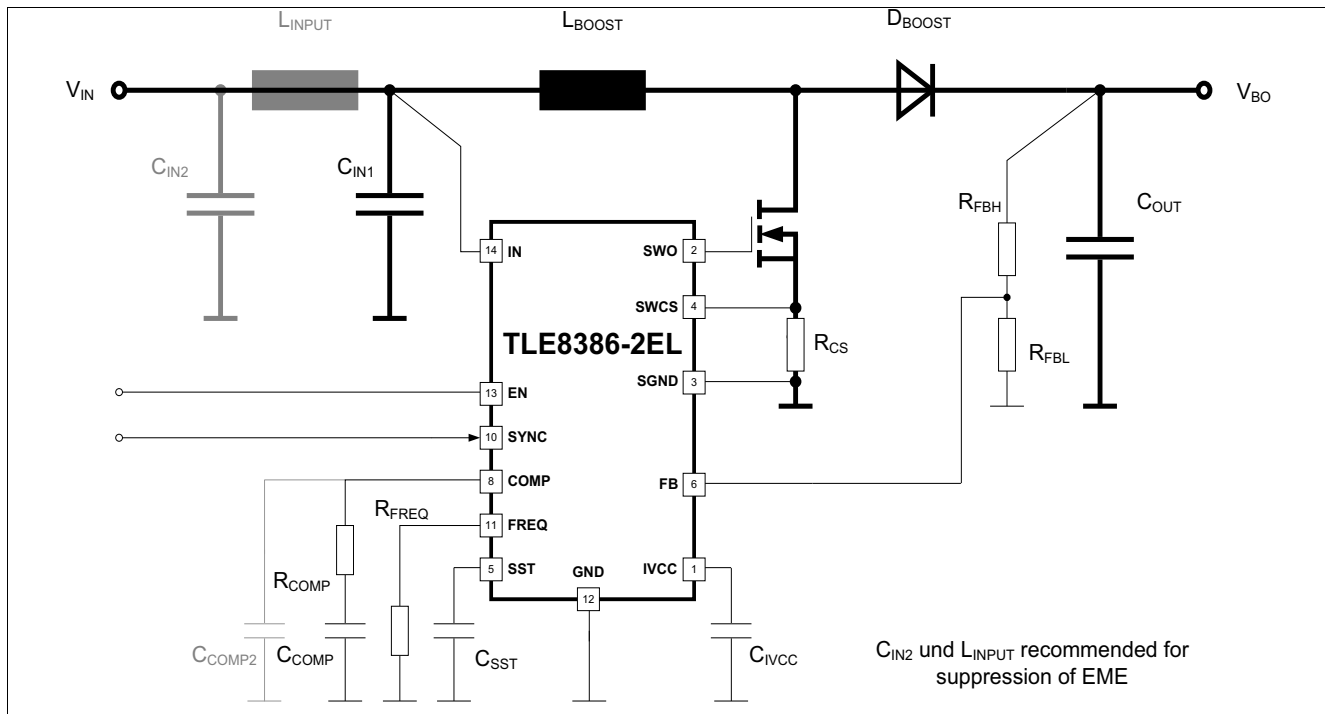 L_INPUT
L_BOOST
D_BOOST
V_IN
V_BO
C_IN2
C_IN1
R_FBH
C_OUT
14
IN
SWO
2
SWCS
4
TLE8386-2EL
R_CS
R_FBL
SGND
3
13
EN
10
SYNC
8
COMP
FB
6
R_FREQ
11
FREQ
5
SST
GND
IVCC
1
R_COMP
12
C_COMP2
C_COMP
C_SST
C_IVCC
C_IN2 und L_INPUT recommended for
suppression of EME